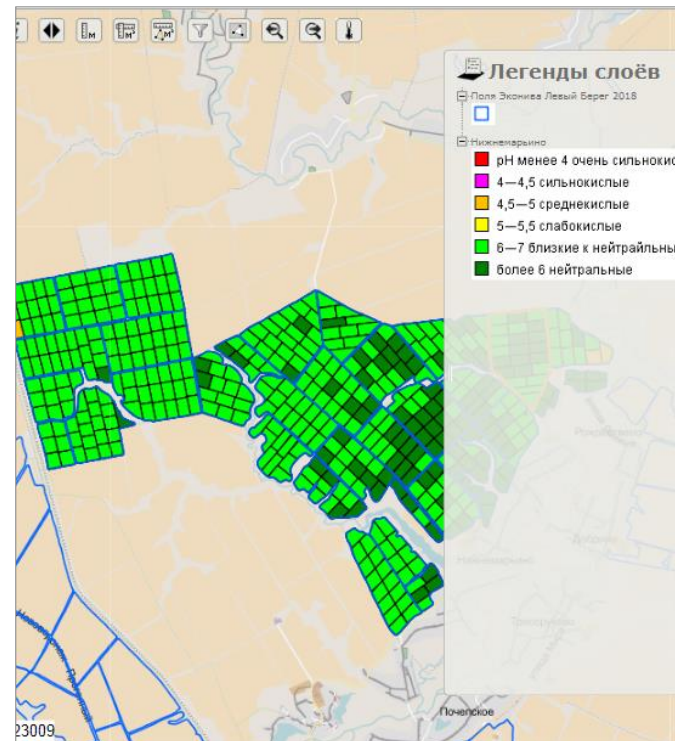 Легенды слоёв
Поля Эконива Левый Берег 2018
Нижнемарьино
pH менее 4 очень сильнокис
4—4,5 сильнокислые
4,5—5 среднекислые
5—5,5 слабокислые
6—7 близкие к нейтральны
более 6 нейтральные
Почепское
23009